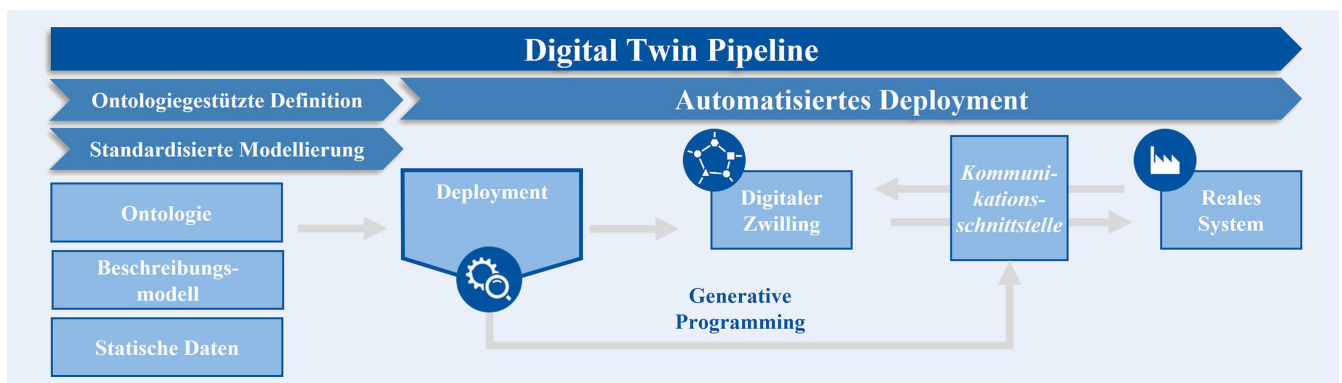 Digital Twin Pipeline
Ontologiegestützte Definition
Automatisiertes Deployment
Standardisierte Modellierung
Ontologie
Beschreibungs-
modell
Statische Daten
Deployment
Digitaler
Zwilling
Kommuni-
kations-
schnittstelle
Reales
System
Generative
Programming